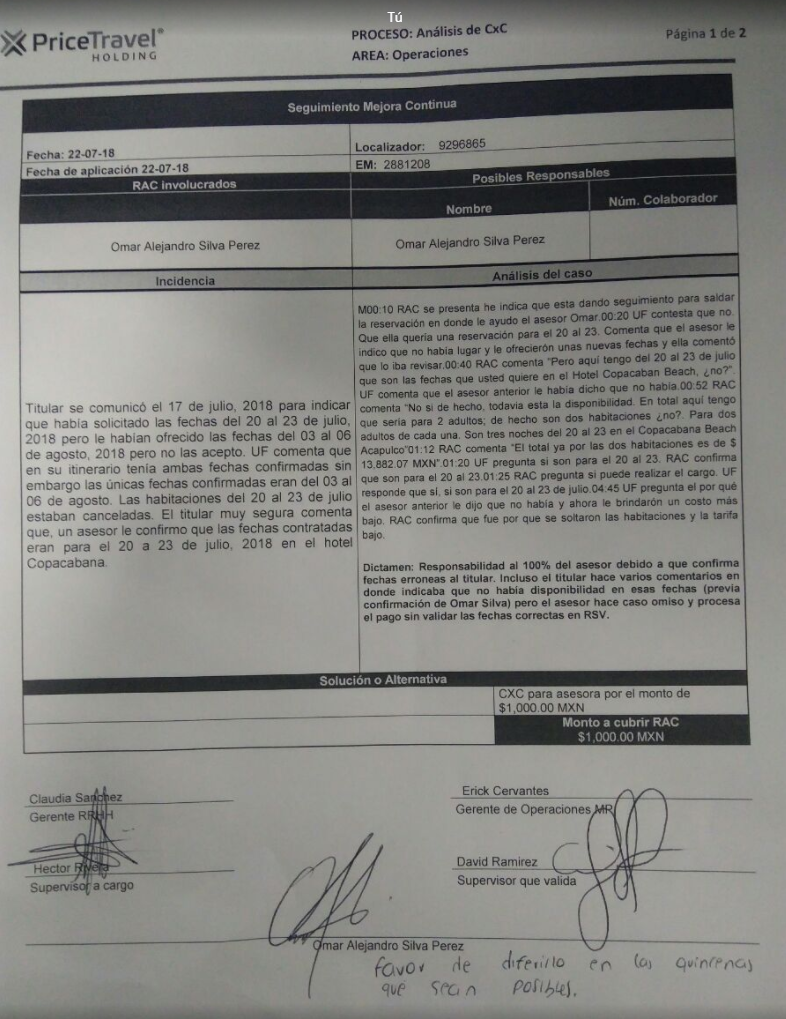 Tú
PriceTravel
HOLDING
PROCESO: Análisis de CxC
AREA: Operaciones
Página 1 de 2
Seguimiento Mejora Continua
Fecha: 22-07-18
Localizador: 9296865
Fecha de aplicación 22-07-18
EM: 2881208
RAC involucrados
Posibles Responsables
Nombre
Núm. Colaborador
Omar Alejandro Silva Perez
Omar Alejandro Silva Perez
Incidencia
Análisis del caso
Titular se comunicó el 17 de julio, 2018 para indicar
que había solicitado las fechas del 20 al 23 de julio,
2018 pero le habían ofrecido las fechas del 03 al 06
de agosto, 2018 pero no las acepto. UF comenta que
en su itinerario tenía ambas fechas confirmadas sin
embargo las únicas fechas confirmadas eran del 03 al
06 de agosto. Las habitaciones del 20 al 23 de julio
estaban canceladas. El titular muy segura comenta
que, un asesor le confirmo que las fechas contratadas
eran para el 20 a 23 de julio, 2018 en el hotel
Copacabana.
M00:10 RAC se presenta he indica que esta dando seguimiento para saldar
la reservación en donde le ayudo el asesor Omar.00:20 UF contesta que no.
Que ella quería una reservación para el 20 al 23. Comenta que el asesor le
indico que no había lugar y le ofrecieron unas nuevas fechas y ella comentó
que lo iba revisar.00:40 RAC comenta "Pero aquí tengo del 20 al 23 de julio
que son las fechas que usted quiere en el Hotel Copacaban Beach, ¿no?".
UF comenta que el asesor anterior le había dicho que no había.00:52 RAC
comenta "No si de hecho, todavia esta la disponibilidad. En total aquí tengo
que seria para 2 adultos; de hecho son dos habitaciones ¿no?. Para dos
adultos de cada una. Son tres noches del 20 al 23 en el Copacabana Beach
Acapulco"01:12 RAC comenta "El total ya por las dos habitaciones es de $
13,882.07 MXN".01:20 UF pregunta si son para el 20 al 23. RAC confirma
que son para el 20 al 23.01:25 RAC pregunta si puede realizar el cargo. UF
responde que sí, si son para el 20 al 23 de julio.04:45 UF pregunta el por qué
el asesor anterior le dijo que no había y ahora le brindarón un costo más
bajo. RAC confirma que fue por que se soltaron las habitaciones y la tarifa
bajo.
Dictamen: Responsabilidad al 100% del asesor debido a que confirma
fechas erroneas al titular. Incluso el titular hace varios comentarios en
donde indicaba que no había disponibilidad en esas fechas (previa
confirmación de Omar Silva) pero el asesor hace caso omiso y procesa
el pago sin validar las fechas correctas en RSV.
Solución o Alternativa
CXC para asesora por el monto de
$1,000.00 MXN
Monto a cubrir RAC
$1,000.00 MXN
Claudia Sanchez
Gerente RRHH
Erick Cervantes
Gerente de Operaciones MR
Hector Rivera
Supervisor a cargo
David Ramirez
Supervisor que valida
Omar Alejandro Silva Perez
favor de diferirlo en las quincenas
que sean posibles.